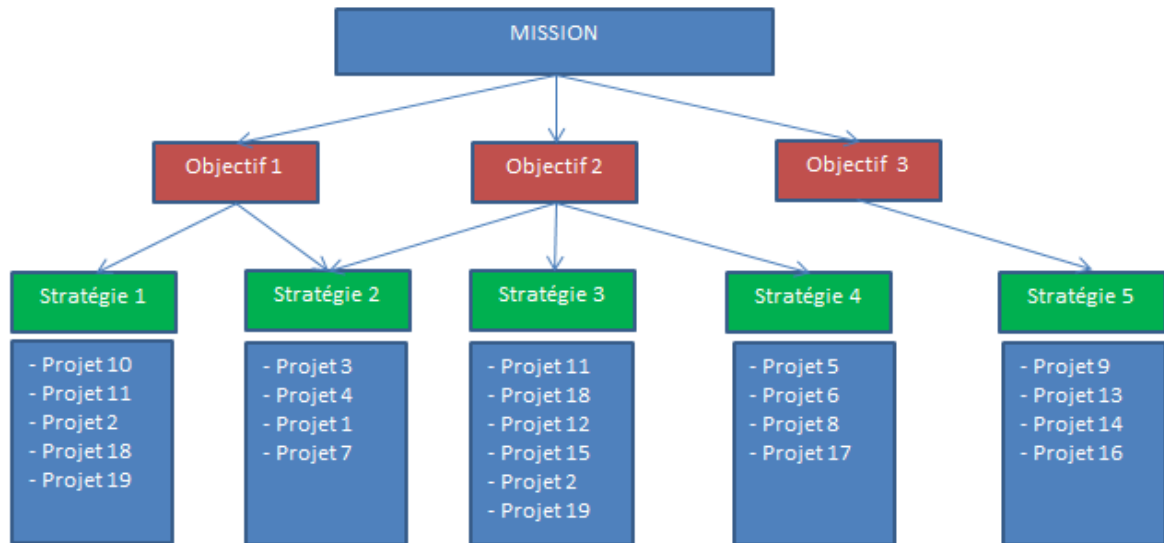 MISSION
Objectif 1
Objectif 2
Objectif 3
Stratégie 1
Stratégie 2
Stratégie 3
Stratégie 4
Stratégie 5
- Projet 10
- Projet 11
- Projet 2
- Projet 18
- Projet 19
- Projet 3
- Projet 4
- Projet 1
- Projet 7
- Projet 11
- Projet 18
- Projet 12
- Projet 15
- Projet 2
- Projet 19
- Projet 5
- Projet 6
- Projet 8
- Projet 17
- Projet 9
- Projet 13
- Projet 14
- Projet 16